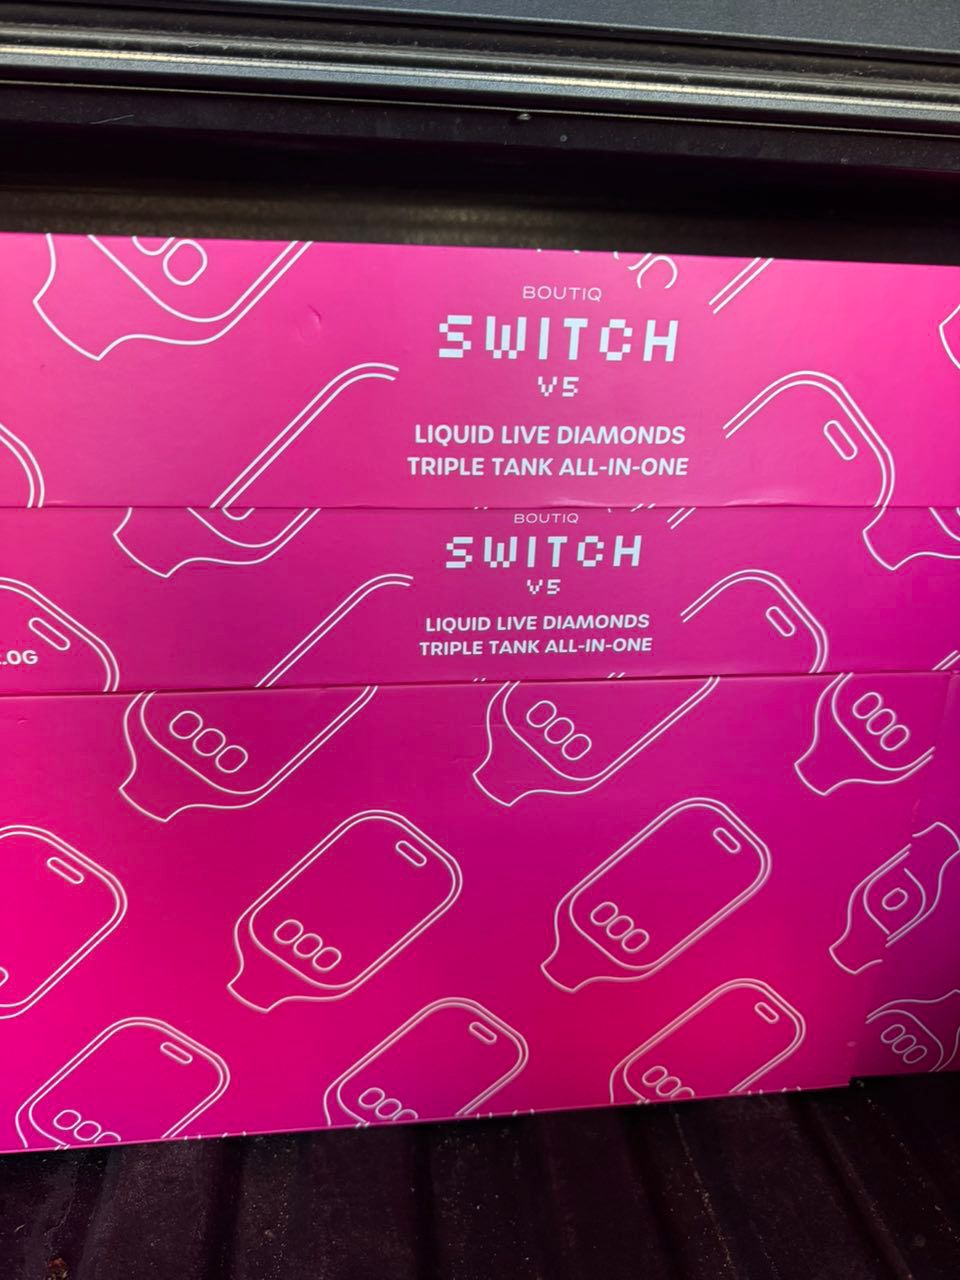 BOUTIQ
SWITCH
V5
LIQUID LIVE DIAMONDS
TRIPLE TANK ALL-IN-ONE
BOUTIQ
SWITCH
V5
LIQUID LIVE DIAMONDS
TRIPLE TANK ALL-IN-ONE
.0G